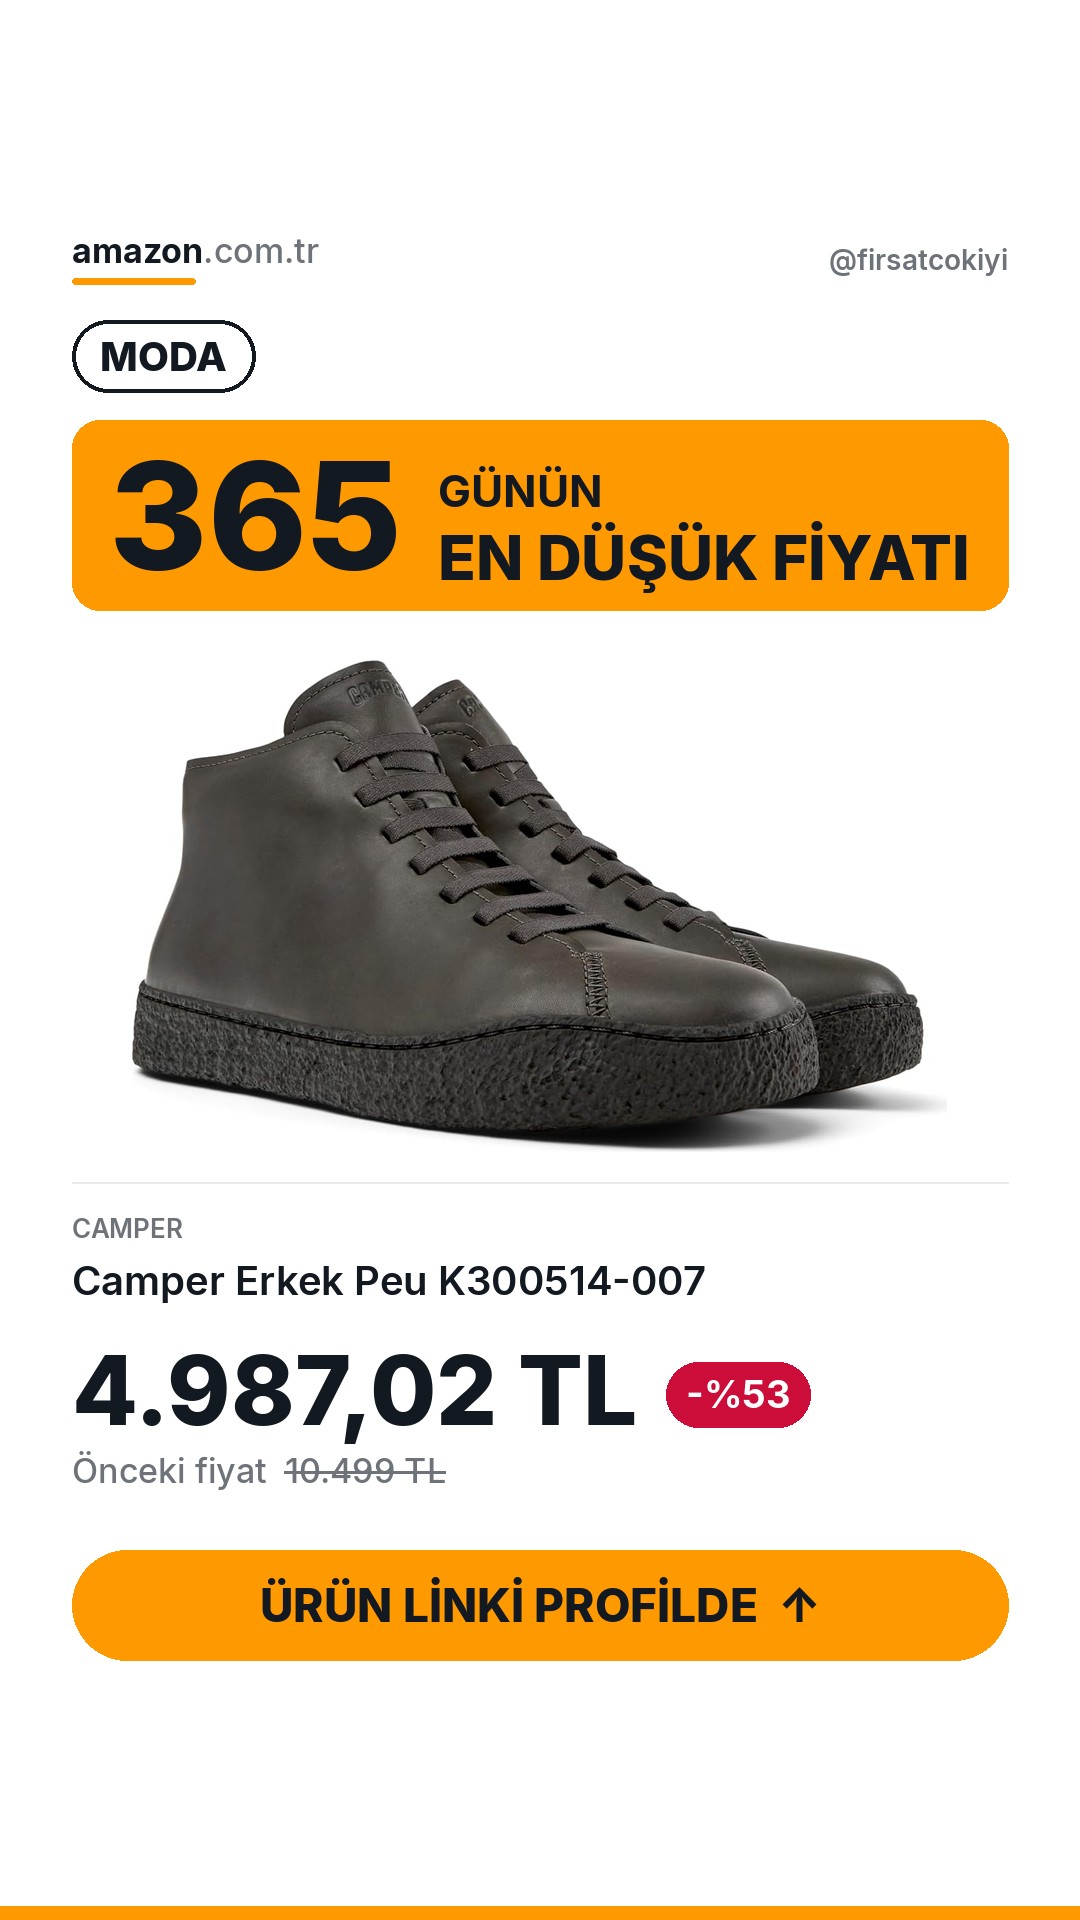 amazon.com.tr
@firsatcokiyi
MODA
365 GÜNÜN
EN DÜŞÜK FİYATI
CAMPER
CAMPER
Camper Erkek Peu K300514-007
4.987,02 TL -%53
Önceki fiyat 10.499 TL
ÜRÜN LİNKİ PROFİLDE ↑